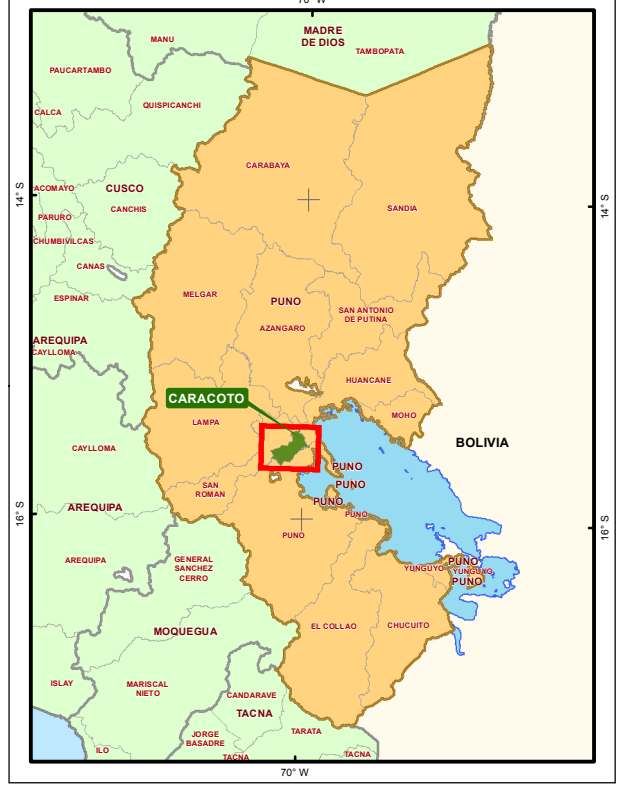 70° W
MADRE
DE DIOS
MANU
TAMBOPATA
PAUCARTAMBO
QUISPICANCHI
CALCA
CARABAYA
ACOMAYO
CUSCO
14° S
CANCHIS
SANDIA
14° S
PARURO
CHUMBIVILCAS
CANAS
MELGAR
ESPINAR
PUNO
SAN ANTONIO
DE PUTINA
AZANGARO
AREQUIPA
CAYLLOMA
HUANCANE
CARACOTO
MOHO
LAMPA
BOLIVIA
CAYLLOMA
PUNO
SAN
ROMAN
PUNO
PUNO
AREQUIPA
PUNO
16° S
16° S
PUNO
AREQUIPA
GENERAL
SANCHEZ
CERRO
PUNO
YUNGUYO
YUNGUYO
PUNO
EL COLLAO
CHUCUITO
MOQUEGUA
ISLAY
MARISCAL
NIETO
CANDARAVE
TACNA
JORGE
BASADRE
TARATA
ILO
TACNA
TACNA
70° W